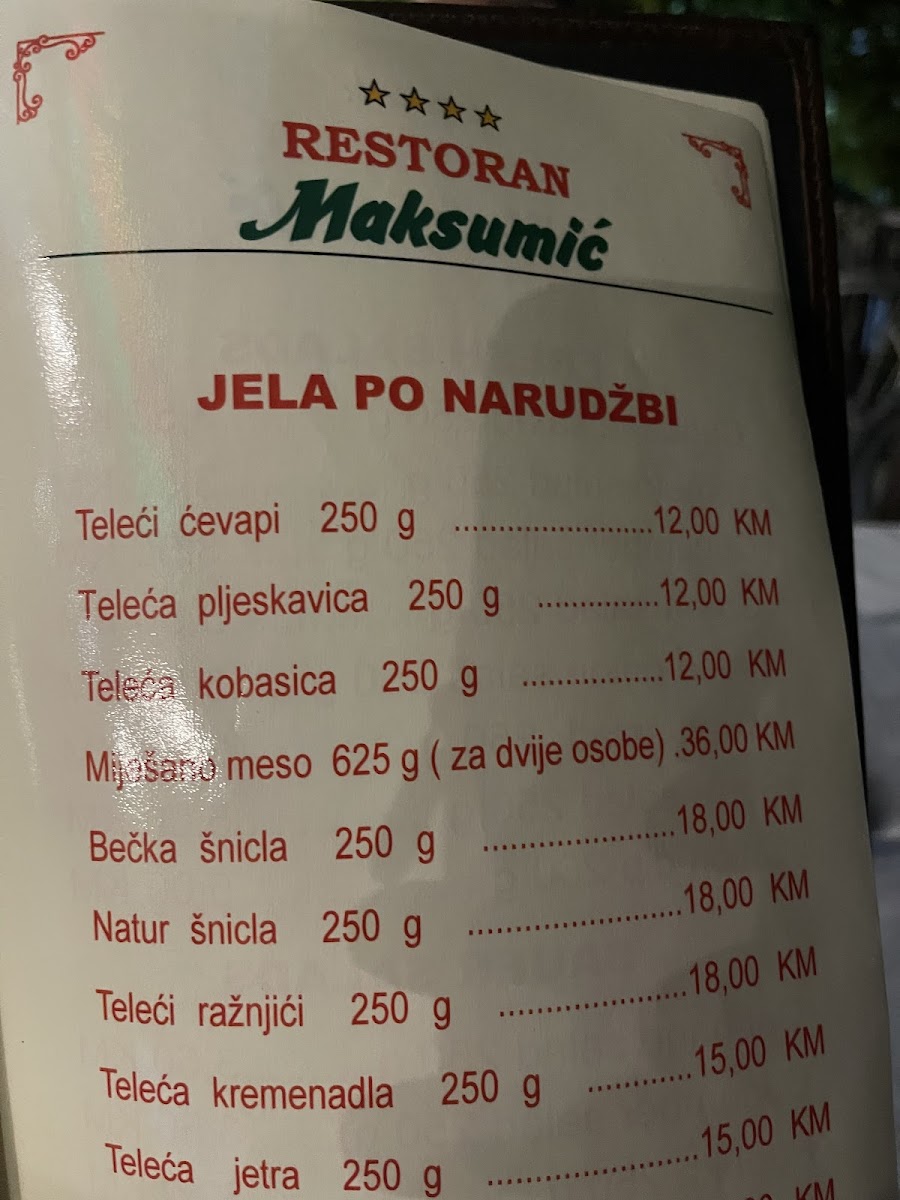 RESTORAN
Maksumić
JELA PO NARUDŽBI
Teleći ćevapi 250 g ........................12,00 KM
Teleća pljeskavica 250 g ...............12,00 KM
Teleća kobasica 250 g .................12,00 KM
Miješano meso 625 g ( za dvije osobe) .36,00 KM
Bečka šnicla 250 g .......................18,00 KM
Natur šnicla 250 g .........................18,00 KM
Teleći ražnjići 250 g ......................18,00 KM
Teleća kremenadla 250 g ............15,00 KM
Teleća jetra 250 g .........................15,00 KM
KM